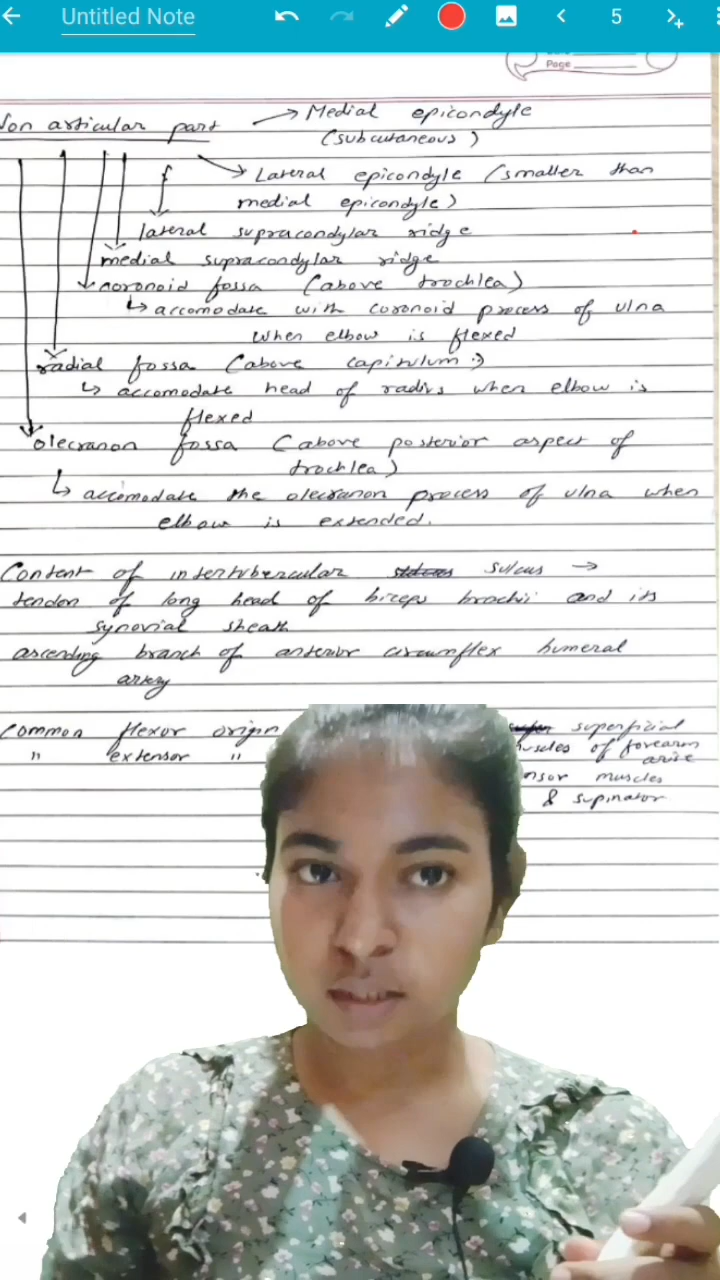 Untitled Note
5
Page
Non articular part → Medial epicondyle
(subcutaneous)
→ Lateral epicondyle (smaller than
medial epicondyle)
lateral supracondylar ridge
medial supracondylar ridge
coronoid fossa (above trochlea)
↳ accomodate with coronoid process of ulna
when elbow is flexed
radial fossa (above capitulum)
↳ accomodate head of radius when elbow is
flexed
olecranon fossa (above posterior aspect of
trochlea)
↳ accomodate the olecranon process of ulna when
elbow is extended.
Content of intertubercular sulcus →
tendon of long head of biceps brachii and its
synovial sheath
ascending branch of anterior circumflex humeral
artery
Common flexor origin superficial
muscles of forearm
arise
" extensor "
muscles
& supinator